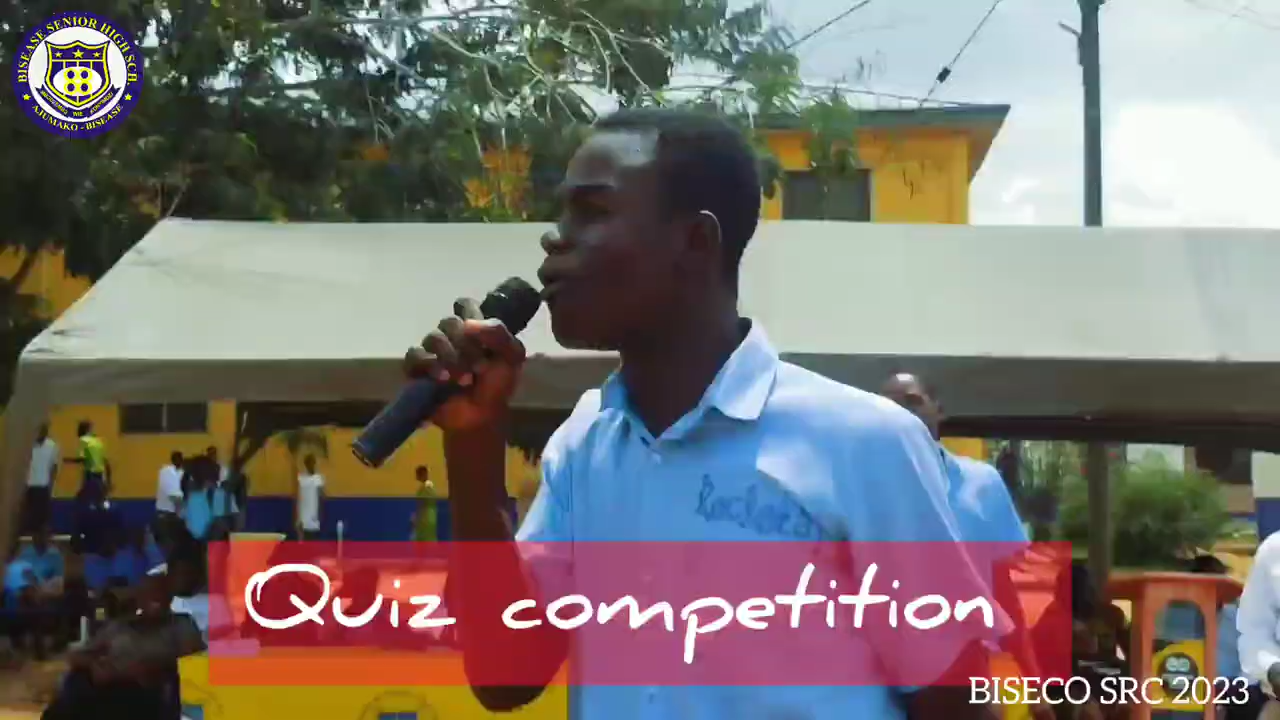 BISEASE SENIOR HIGH SCH.
AJUMAKO - BISEASE
Quiz competition
BISECO SRC 2023